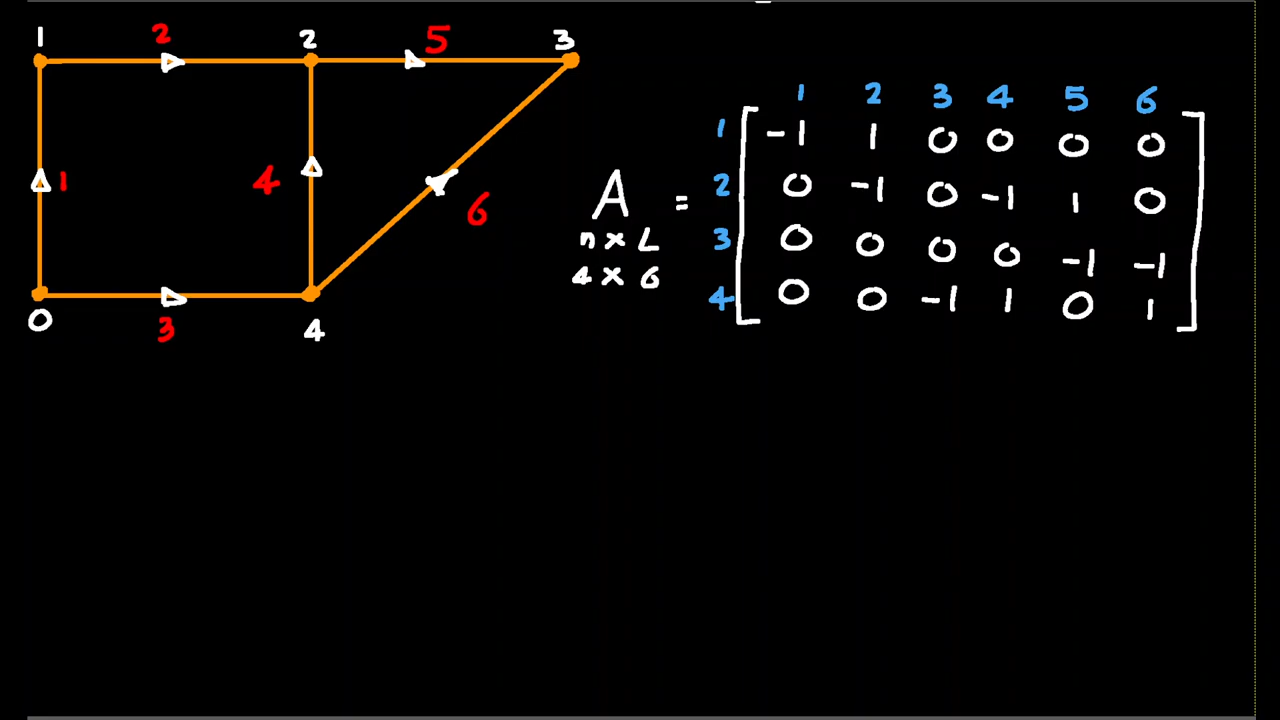 1 2 2 5 3
1 4 6
0 3 4
A =
n × L
4 × 6
1 2 3 4 5 6
1 -1 1 0 0 0 0
2 0 -1 0 -1 1 0
3 0 0 0 0 -1 -1
4 0 0 -1 1 0 1